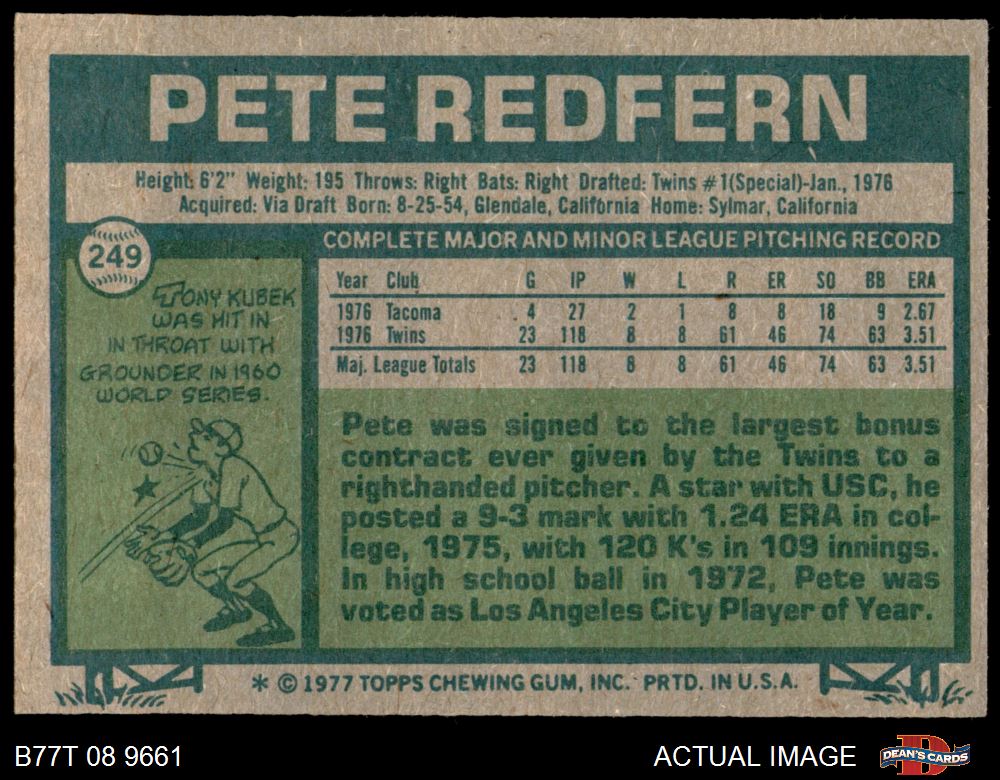 PETE REDFERN
Height: 6'2" Weight: 195 Throws: Right Bats: Right Drafted: Twins #1(Special)-Jan., 1976
Acquired: Via Draft Born: 8-25-54, Glendale, California Home: Sylmar, California
249
TONY KUBEK
WAS HIT IN
IN THROAT WITH
GROUNDER IN 1960
WORLD SERIES.
COMPLETE MAJOR AND MINOR LEAGUE PITCHING RECORD
Year Club G IP W L R ER SO BB ERA
1976 Tacoma 4 27 2 1 8 8 18 9 2.67
1976 Twins 23 118 8 8 61 46 74 63 3.51
Maj. League Totals 23 118 8 8 61 46 74 63 3.51
Pete was signed to the largest bonus
contract ever given by the Twins to a
righthanded pitcher. A star with USC, he
posted a 9-3 mark with 1.24 ERA in col-
lege, 1975, with 120 K's in 109 innings.
In high school ball in 1972, Pete was
voted as Los Angeles City Player of Year.
* © 1977 TOPPS CHEWING GUM, INC. PRTD. IN U.S.A.
B77T 08 9661
ACTUAL IMAGE
D
DEAN'S CARDS